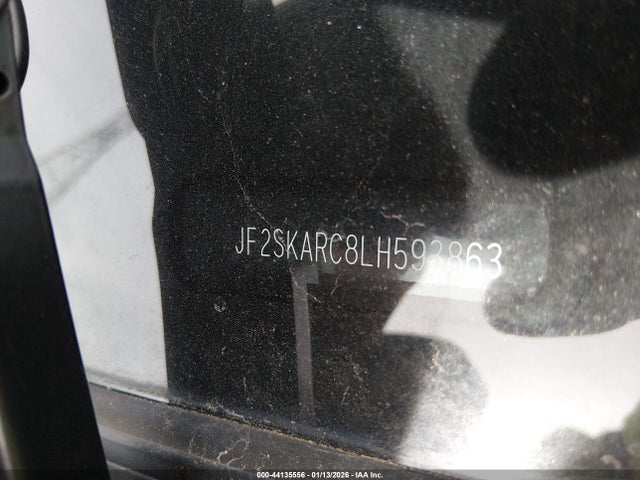 JF2SKARC8LH593863
000-44135556 - 01/13/2026 - © IAA Inc.